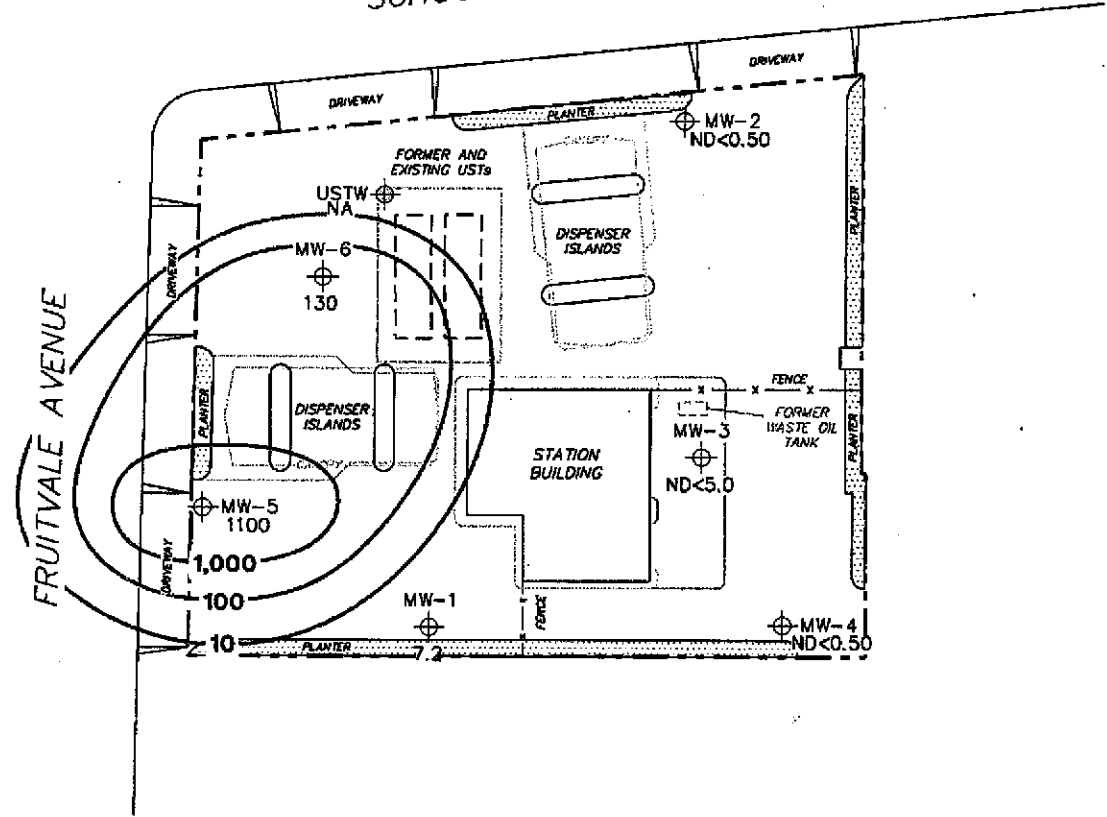 DRIVEWAY
DRIVEWAY
PLANTER
MW-2
ND<0.50
FORMER AND
EXISTING USTs
USTW
NA
DISPENSER
ISLANDS
PLANTER
DRIVEWAY
MW-6
130
FRUITVALE AVENUE
PLANTER
DISPENSER
ISLANDS
FENCE
FORMER
WASTE OIL
TANK
PLANTER
MW-3
ND<5.0
STATION
BUILDING
MW-5
1100
1,000
DRIVEWAY
100
MW-1
FENCE
MW-4
ND<0.50
10
PLANTER
7.2